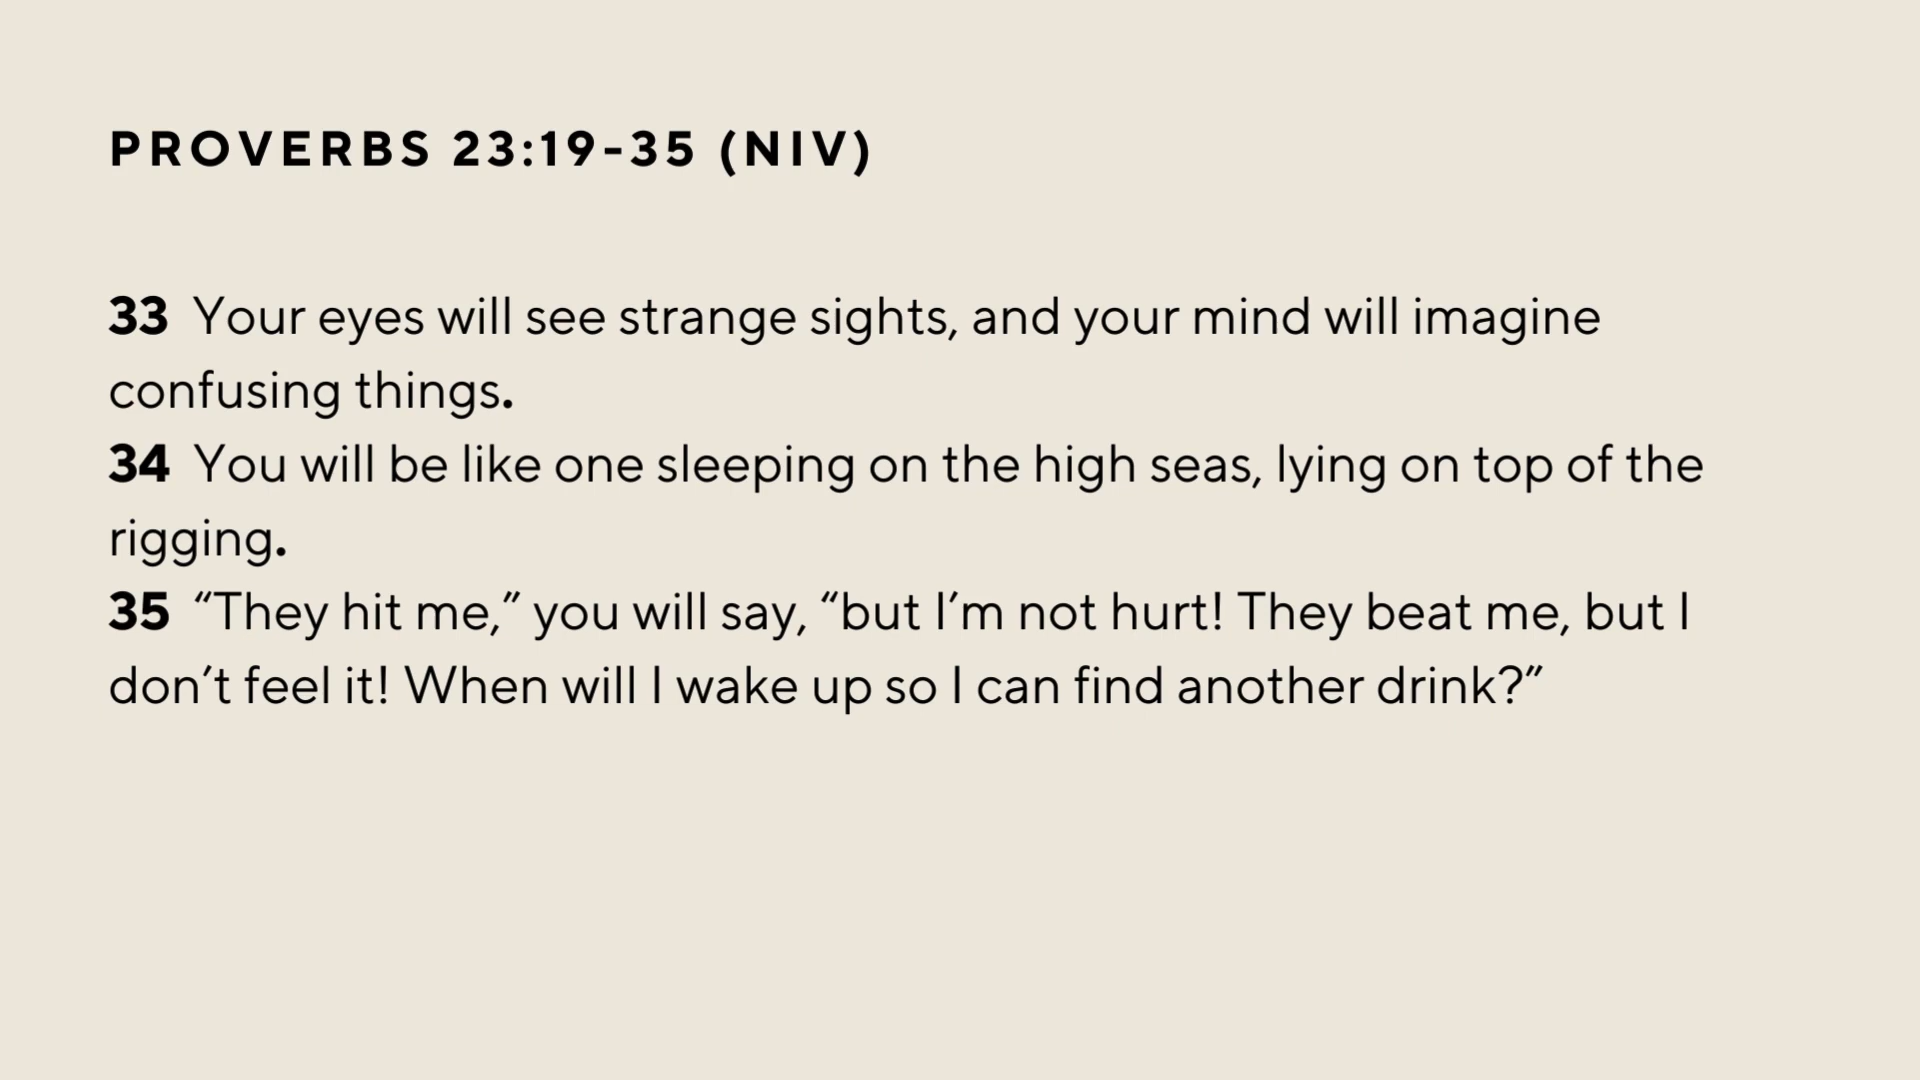 PROVERBS 23:19-35 (NIV)
33 Your eyes will see strange sights, and your mind will imagine
confusing things.
34 You will be like one sleeping on the high seas, lying on top of the
rigging.
35 “They hit me,” you will say, “but I’m not hurt! They beat me, but I
don’t feel it! When will I wake up so I can find another drink?”